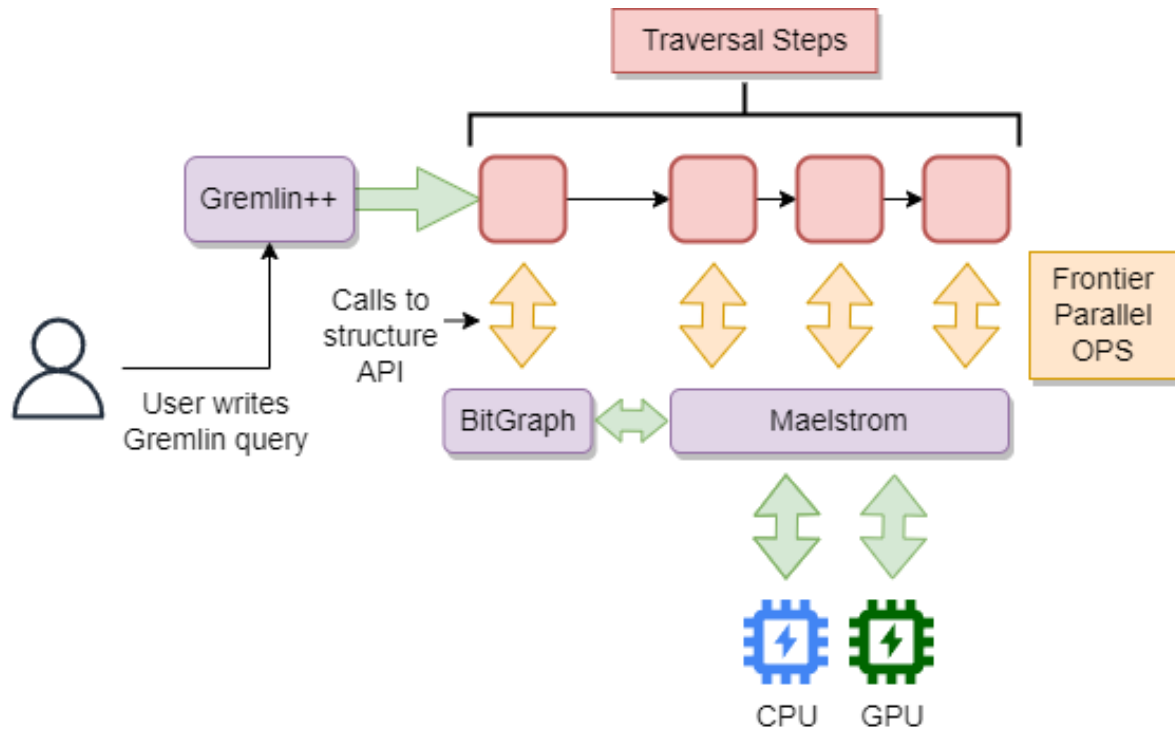 Traversal Steps
Gremlin++
Calls to
structure
API
Frontier
Parallel
OPS
User writes
Gremlin query
BitGraph
Maelstrom
CPU
GPU